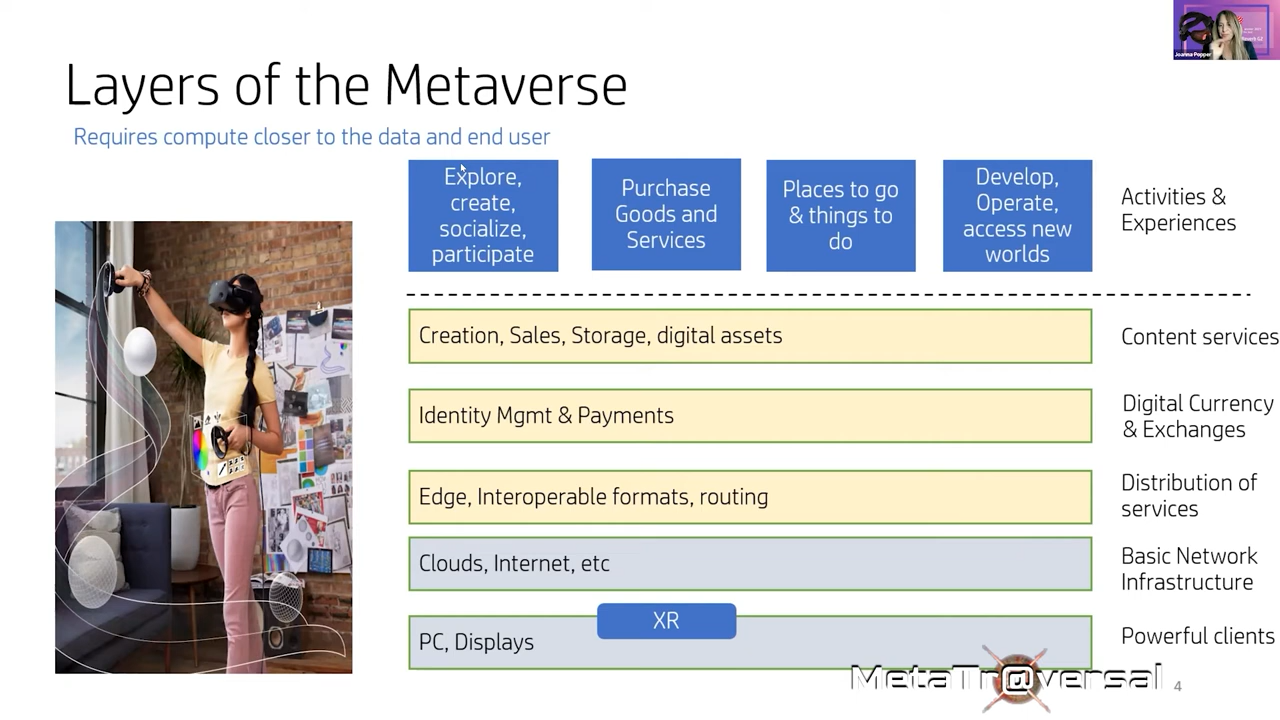 Layers of the Metaverse
Requires compute closer to the data and end user
Explore,
create,
socialize,
participate
Purchase
Goods and
Services
Places to go
& things to
do
Develop,
Operate,
access new
worlds
Activities &
Experiences
Creation, Sales, Storage, digital assets
Content services
Identity Mgmt & Payments
Digital Currency
& Exchanges
Edge, Interoperable formats, routing
Distribution of
services
Clouds, Internet, etc
Basic Network
Infrastructure
XR
PC, Displays
Powerful clients
MetaTr@versal
4
Joanna Popper